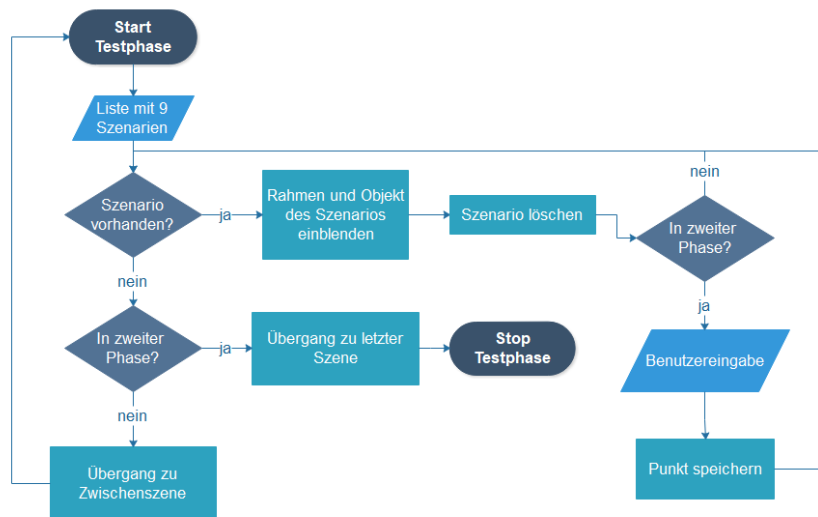 Start
Testphase
Liste mit 9
Szenarien
Szenario
vorhanden?
ja
Rahmen und Objekt
des Szenarios
einblenden
Szenario löschen
nein
In zweiter
Phase?
nein
ja
In zweiter
Phase?
ja
Übergang zu letzter
Szene
Stop
Testphase
Benutzereingabe
nein
Übergang zu
Zwischenszene
Punkt speichern